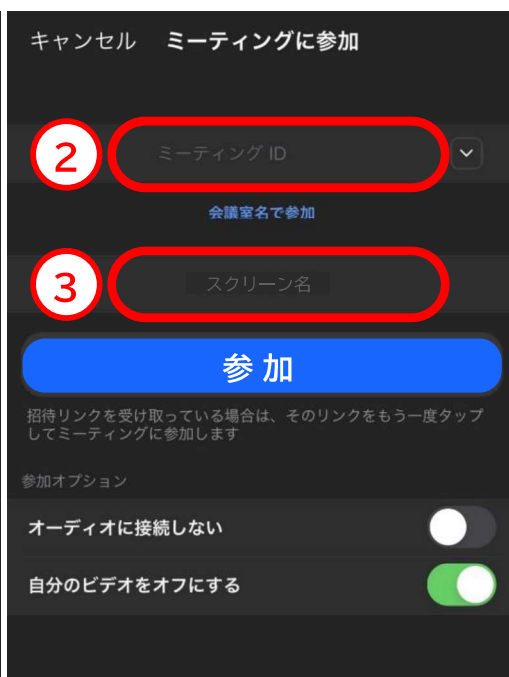 キャンセル ミーティングに参加
2 ミーティング ID
会議室名で参加
3 スクリーン名
参加
招待リンクを受け取っている場合は、そのリンクをもう一度タップ
してミーティングに参加します
参加オプション
オーディオに接続しない
自分のビデオをオフにする